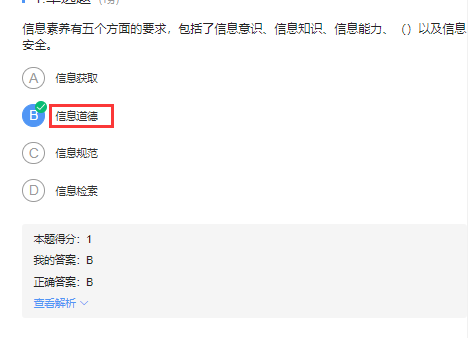 1.单选题 (1分)
信息素养有五个方面的要求，包括了信息意识、信息知识、信息能力、（）以及信息
安全。
A 信息获取
B 信息道德
C 信息规范
D 信息检索
本题得分：1
我的答案：B
正确答案：B
查看解析